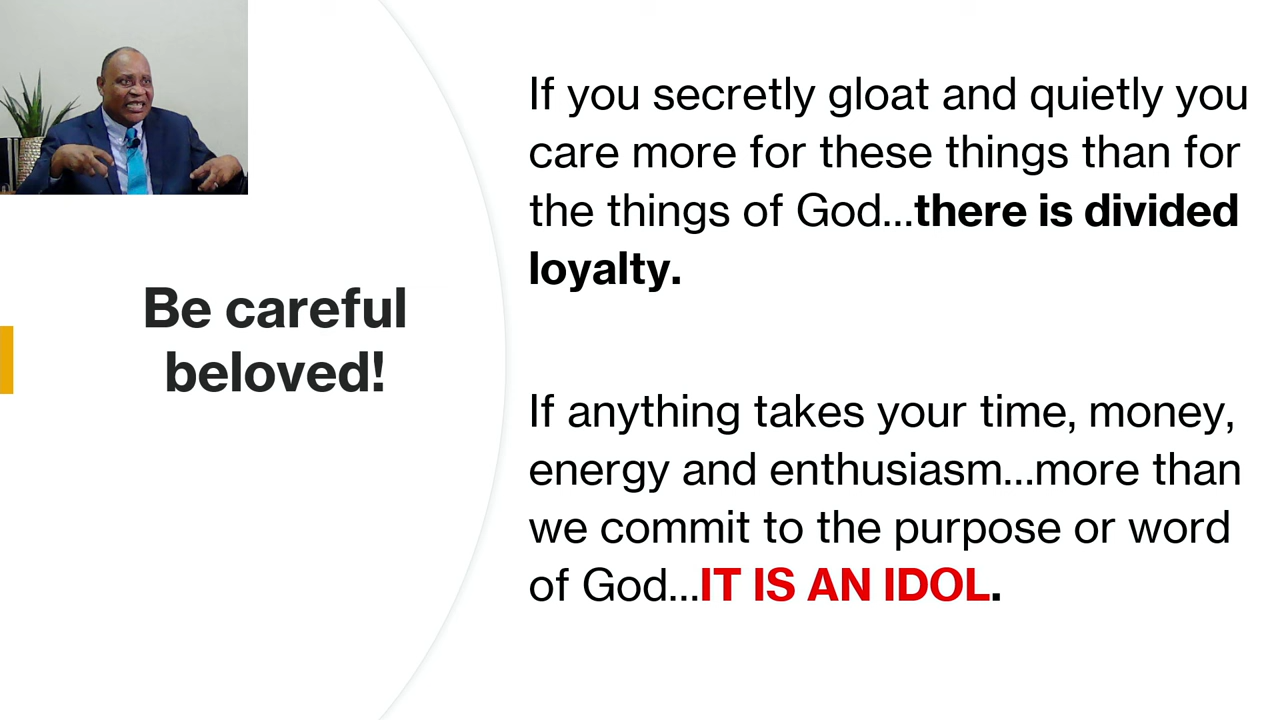 Be careful
beloved!
If you secretly gloat and quietly you
care more for these things than for
the things of God...there is divided
loyalty.
If anything takes your time, money,
energy and enthusiasm...more than
we commit to the purpose or word
of God...IT IS AN IDOL.